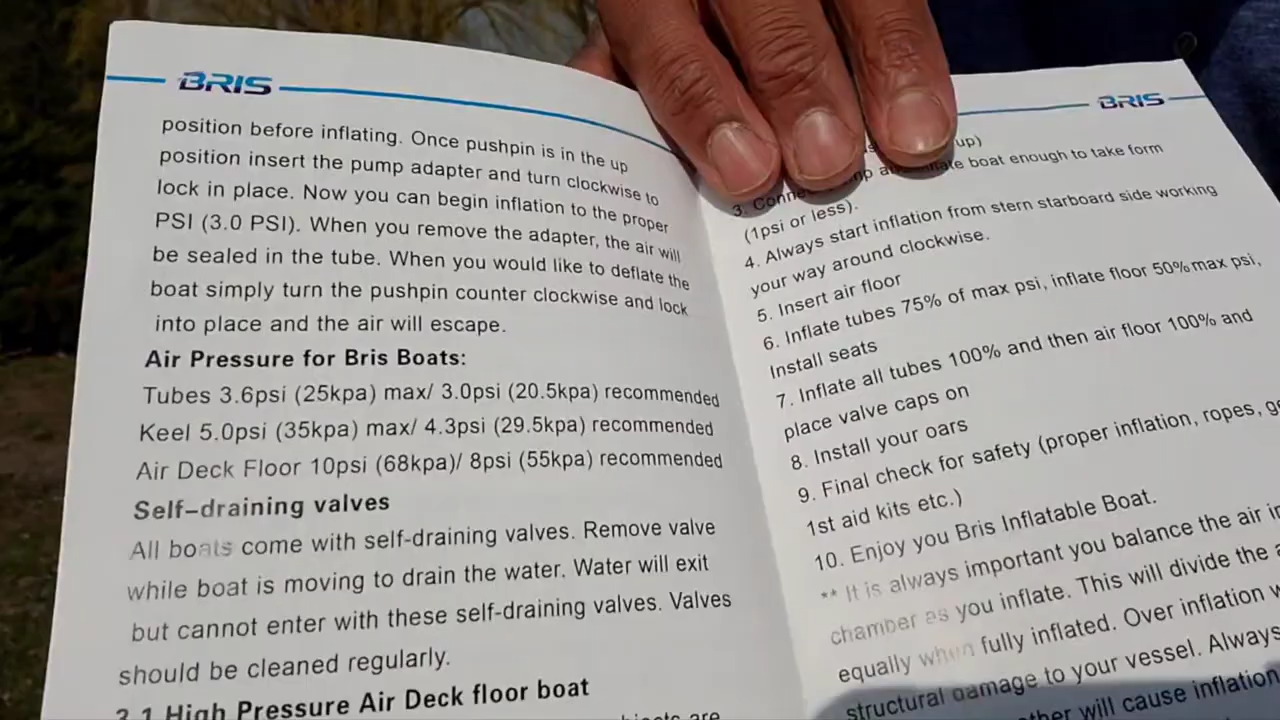 BRIS
position before inflating. Once pushpin is in the up
position insert the pump adapter and turn clockwise to
lock in place. Now you can begin inflation to the proper
PSI (3.0 PSI). When you remove the adapter, the air will
be sealed in the tube. When you would like to deflate the
boat simply turn the pushpin counter clockwise and lock
into place and the air will escape.
Air Pressure for Bris Boats:
Tubes 3.6psi (25kpa) max/ 3.0psi (20.5kpa) recommended
Keel 5.0psi (35kpa) max/ 4.3psi (29.5kpa) recommended
Air Deck Floor 10psi (68kpa)/ 8psi (55kpa) recommended
Self-draining valves
All boats come with self-draining valves. Remove valve
while boat is moving to drain the water. Water will exit
but cannot enter with these self-draining valves. Valves
should be cleaned regularly.
3.1 High Pressure Air Deck floor boat
are
BRIS
up)
3. boat enough to take form
(1psi or less).
4. Always start inflation from stern starboard side working
your way around clockwise.
5. Insert air floor
6. Inflate tubes 75% of max psi, inflate floor 50% max psi,
Install seats
7. Inflate all tubes 100% and then air floor 100% and
place valve caps on
8. Install your oars
9. Final check for safety (proper inflation, ropes,
1st aid kits etc.)
10. Enjoy you Bris Inflatable Boat.
** It is always important you balance the air in
chamber as you inflate. This will divide the
equally when fully inflated. Over inflation
structural damage to your vessel. Always
will cause inflation